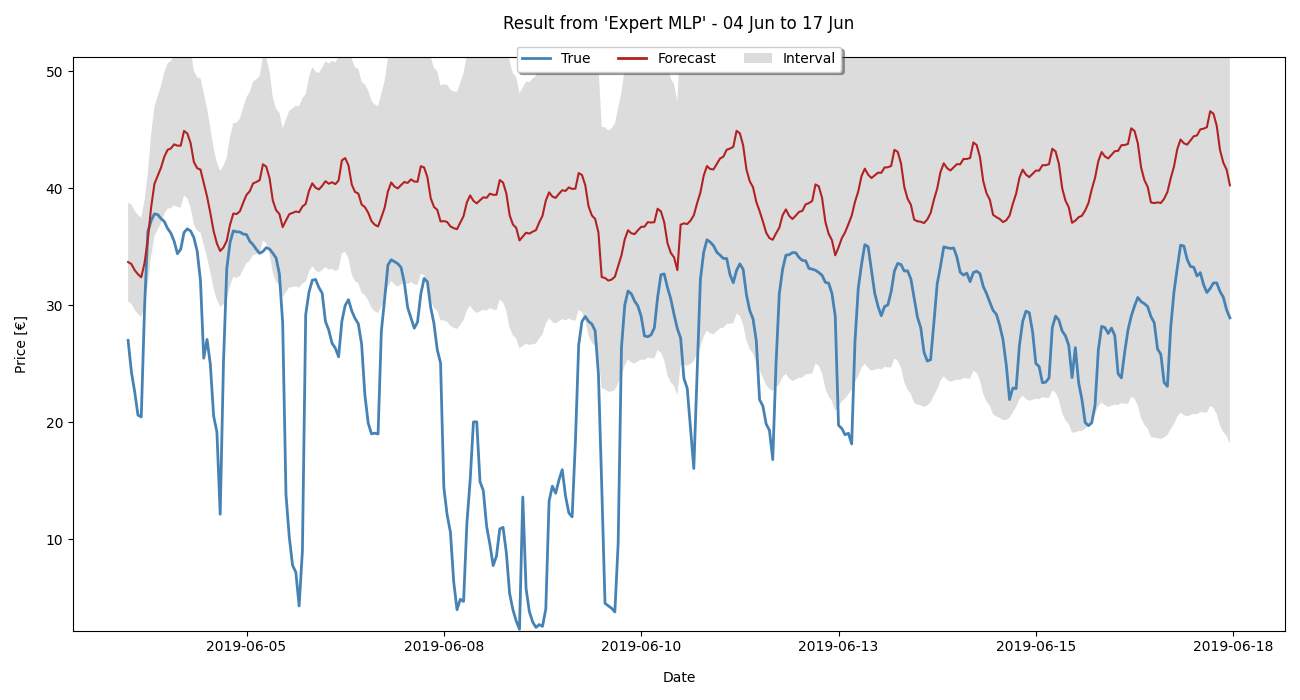 Result from 'Expert MLP' - 04 Jun to 17 Jun
True Forecast Interval
50
40
30
20
10
Price [€]
2019-06-05 2019-06-08 2019-06-10 2019-06-13 2019-06-15 2019-06-18
Date